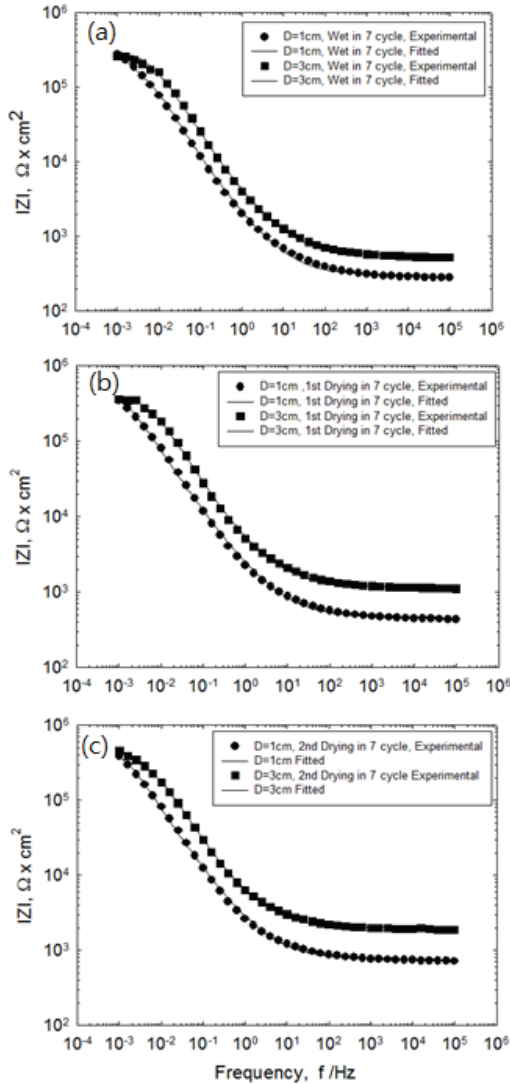 (a)
D=1cm, Wet in 7 cycle, Experimental
D=1cm, Wet in 7 cycle, Fitted
D=3cm, Wet in 7 cycle, Experimental
D=3cm, Wet in 7 cycle, Fitted
10⁶
10⁵
10⁴
10³
10²
IZI, Ω x cm²
10⁻⁴ 10⁻³ 10⁻² 10⁻¹ 10⁰ 10¹ 10² 10³ 10⁴ 10⁵ 10⁶
(b)
D=1cm ,1st Drying in 7 cycle, Experimental
D=1cm, 1st Drying in 7 cycle, Fitted
D=3cm, 1st Drying in 7 cycle, Experimental
D=3cm, 1st Drying in 7 cycle, Fitted
10⁶
10⁵
10⁴
10³
10²
IZI, Ω x cm²
10⁻⁴ 10⁻³ 10⁻² 10⁻¹ 10⁰ 10¹ 10² 10³ 10⁴ 10⁵ 10⁶
(c)
D=1cm, 2nd Drying in 7 cycle, Experimental
D=1cm Fitted
D=3cm, 2nd Drying in 7 cycle Experimental
D=3cm Fitted
10⁶
10⁵
10⁴
10³
10²
IZI, Ω x cm²
10⁻⁴ 10⁻³ 10⁻² 10⁻¹ 10⁰ 10¹ 10² 10³ 10⁴ 10⁵ 10⁶
Frequency, f /Hz